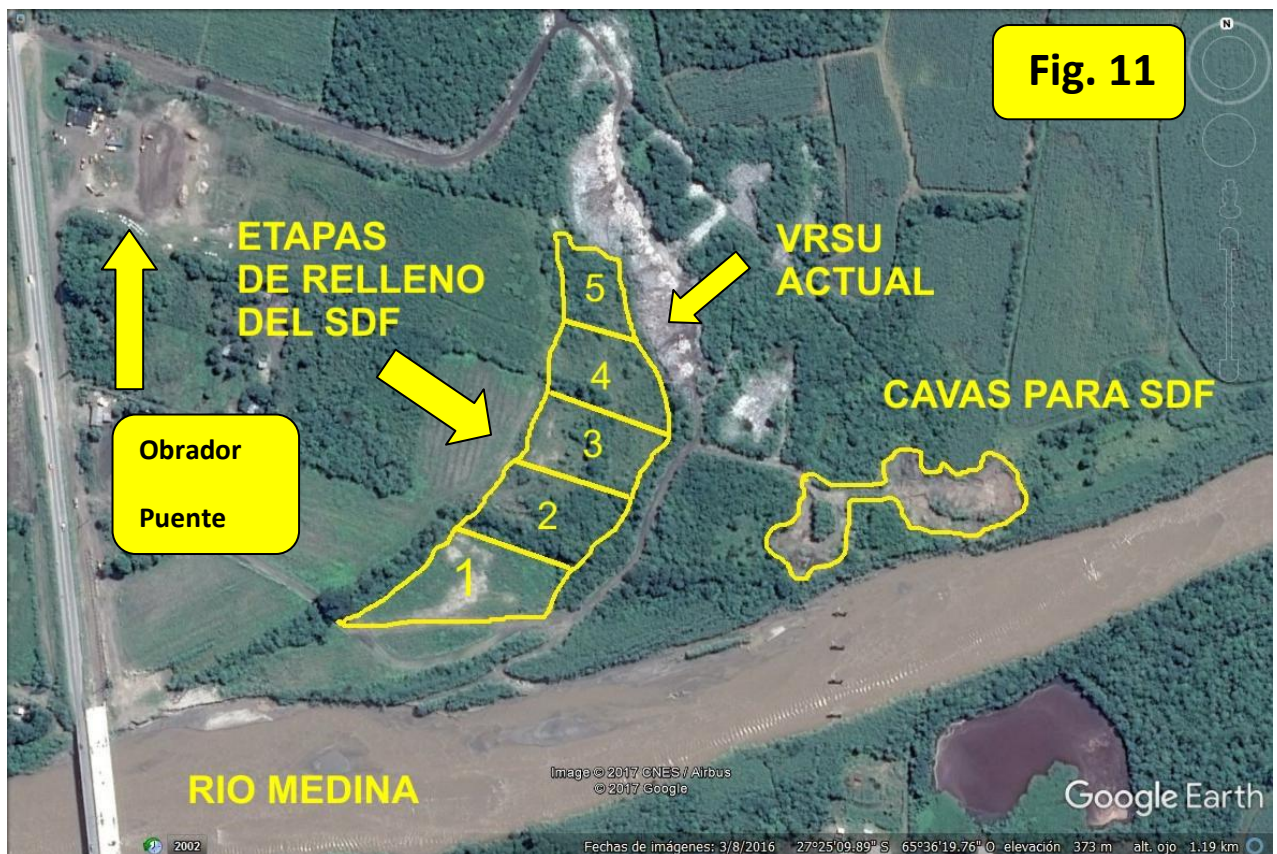 N
Fig. 11
ETAPAS
DE RELLENO
DEL SDF
VRSU
ACTUAL
5
4
3
2
1
CAVAS PARA SDF
Obrador
Puente
RIO MEDINA
Image © 2017 CNES / Airbus
© 2017 Google
Google Earth
2002
Fechas de imágenes: 3/8/2016 27°25'09.89" S 65°36'19.76" O elevación 373 m alt. ojo 1.19 km